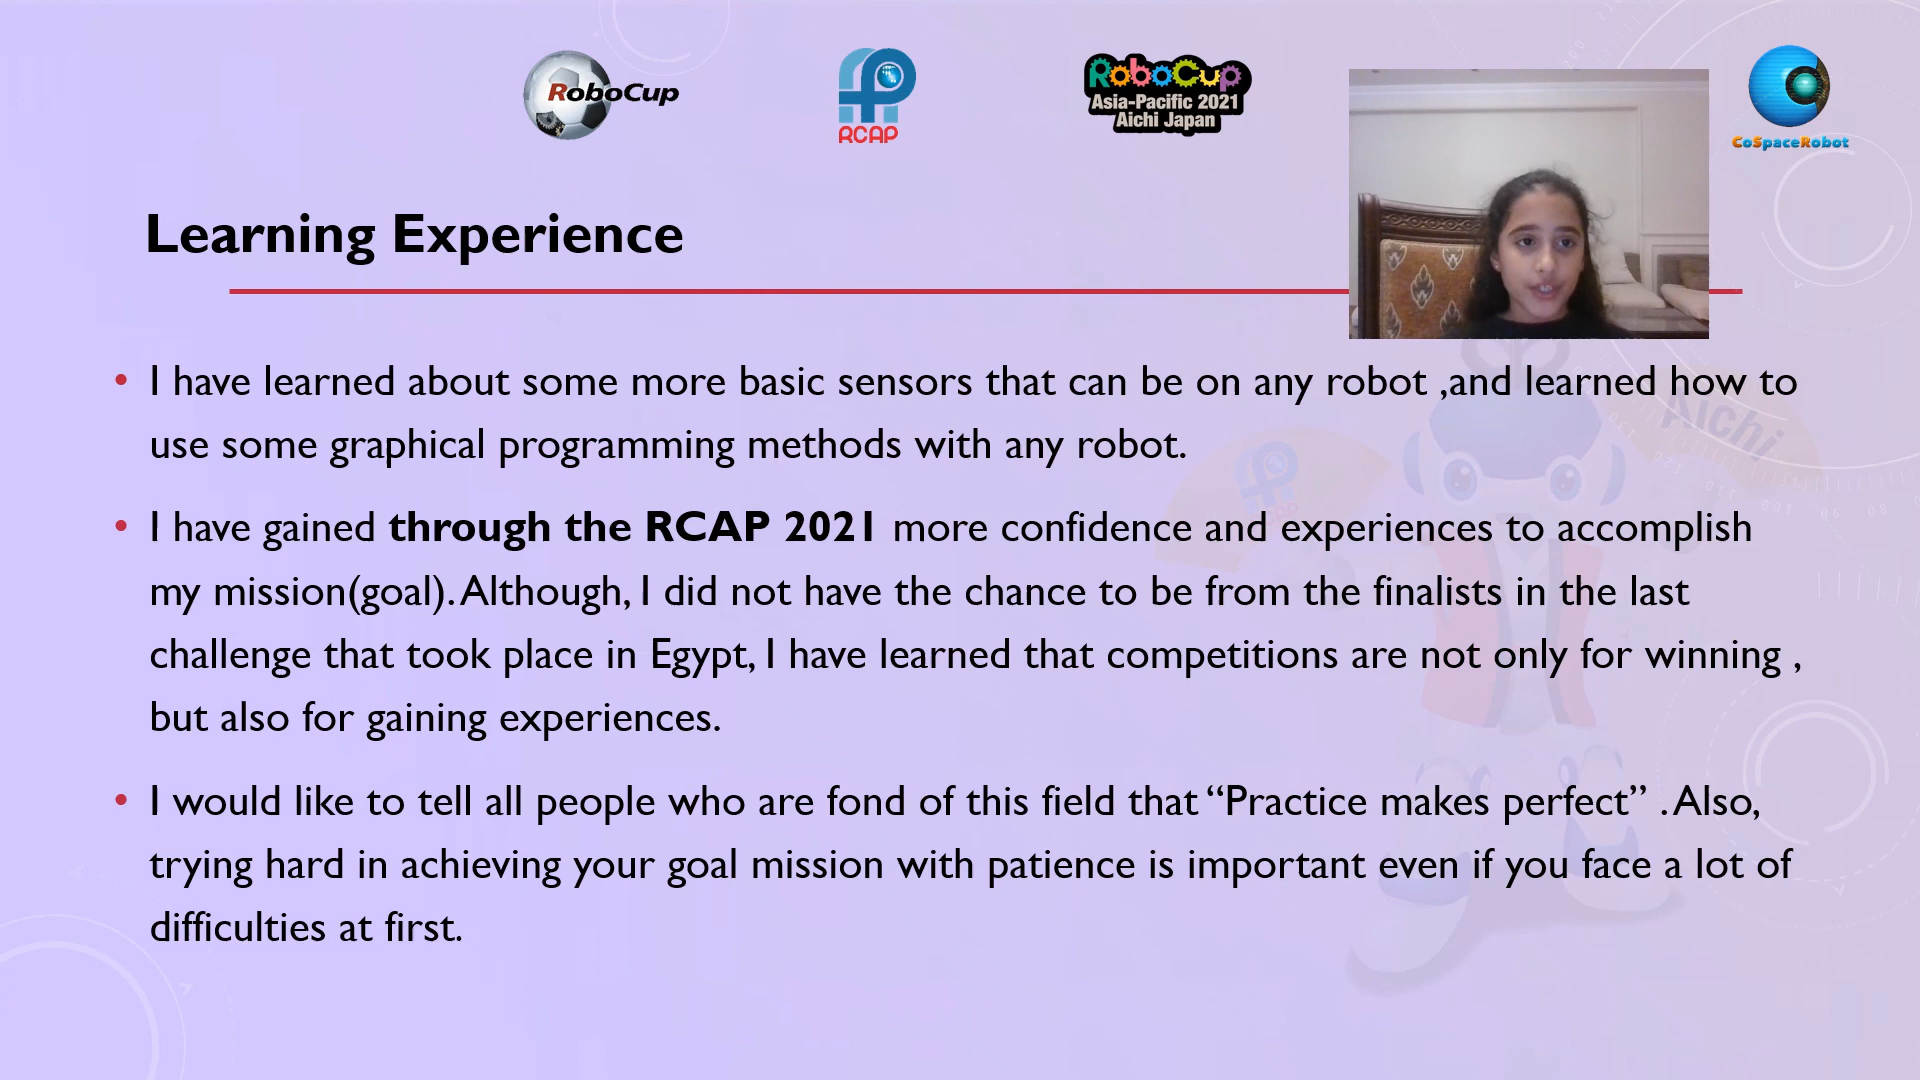 RoboCup
RCAP
RoboCup
Asia-Pacific 2021
Aichi Japan
CoSpaceRobot
Learning Experience
• I have learned about some more basic sensors that can be on any robot ,and learned how to
use some graphical programming methods with any robot.
• I have gained through the RCAP 2021 more confidence and experiences to accomplish
my mission(goal). Although, I did not have the chance to be from the finalists in the last
challenge that took place in Egypt, I have learned that competitions are not only for winning ,
but also for gaining experiences.
• I would like to tell all people who are fond of this field that “Practice makes perfect” . Also,
trying hard in achieving your goal mission with patience is important even if you face a lot of
difficulties at first.
Aichi